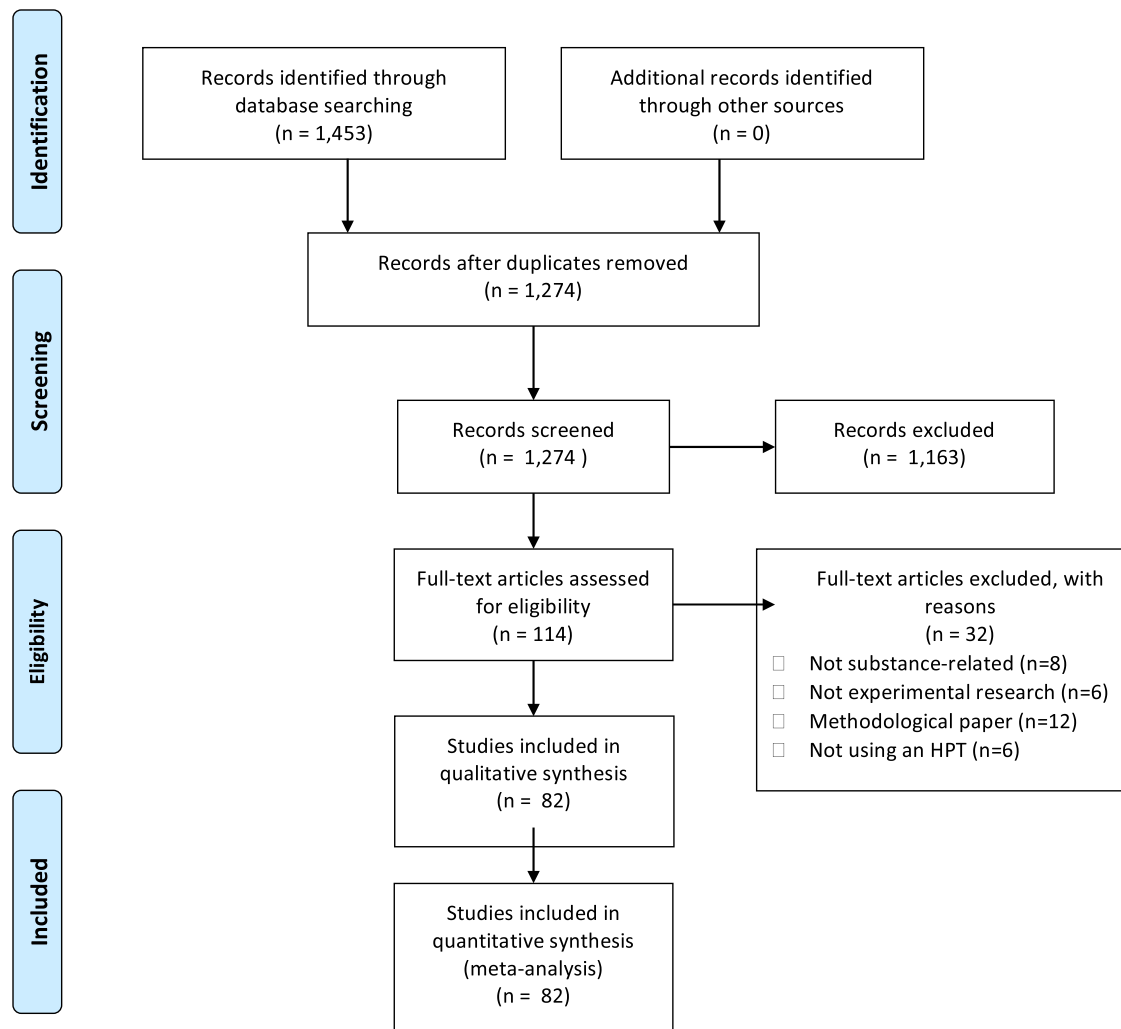 Identification
Records identified through
database searching
(n = 1,453)
Additional records identified
through other sources
(n = 0)
Records after duplicates removed
(n = 1,274)
Screening
Records screened
(n = 1,274 )
Records excluded
(n = 1,163)
Eligibility
Full-text articles assessed
for eligibility
(n = 114)
Full-text articles excluded, with
reasons
(n = 32)
Not substance-related (n=8)
Not experimental research (n=6)
Methodological paper (n=12)
Not using an HPT (n=6)
Studies included in
qualitative synthesis
(n = 82)
Included
Studies included in
quantitative synthesis
(meta-analysis)
(n = 82)